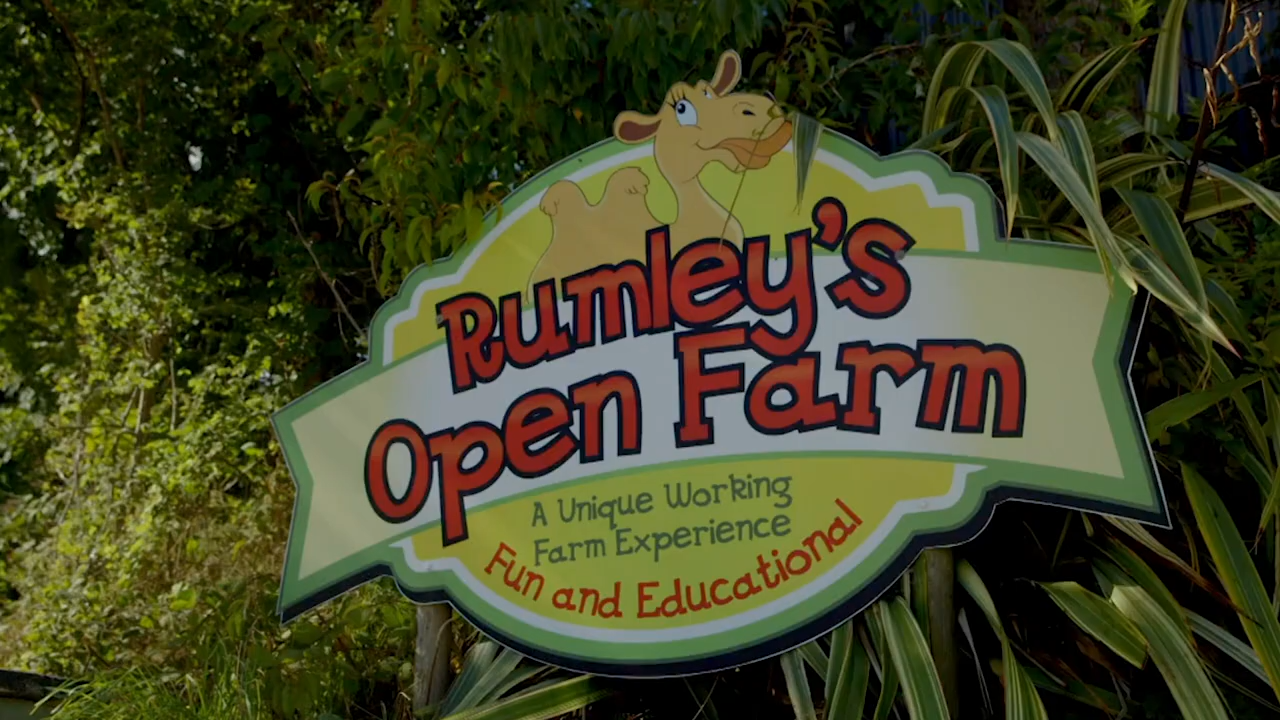 Rumley's
Open Farm
A Unique Working
Farm Experience
Fun and Educational